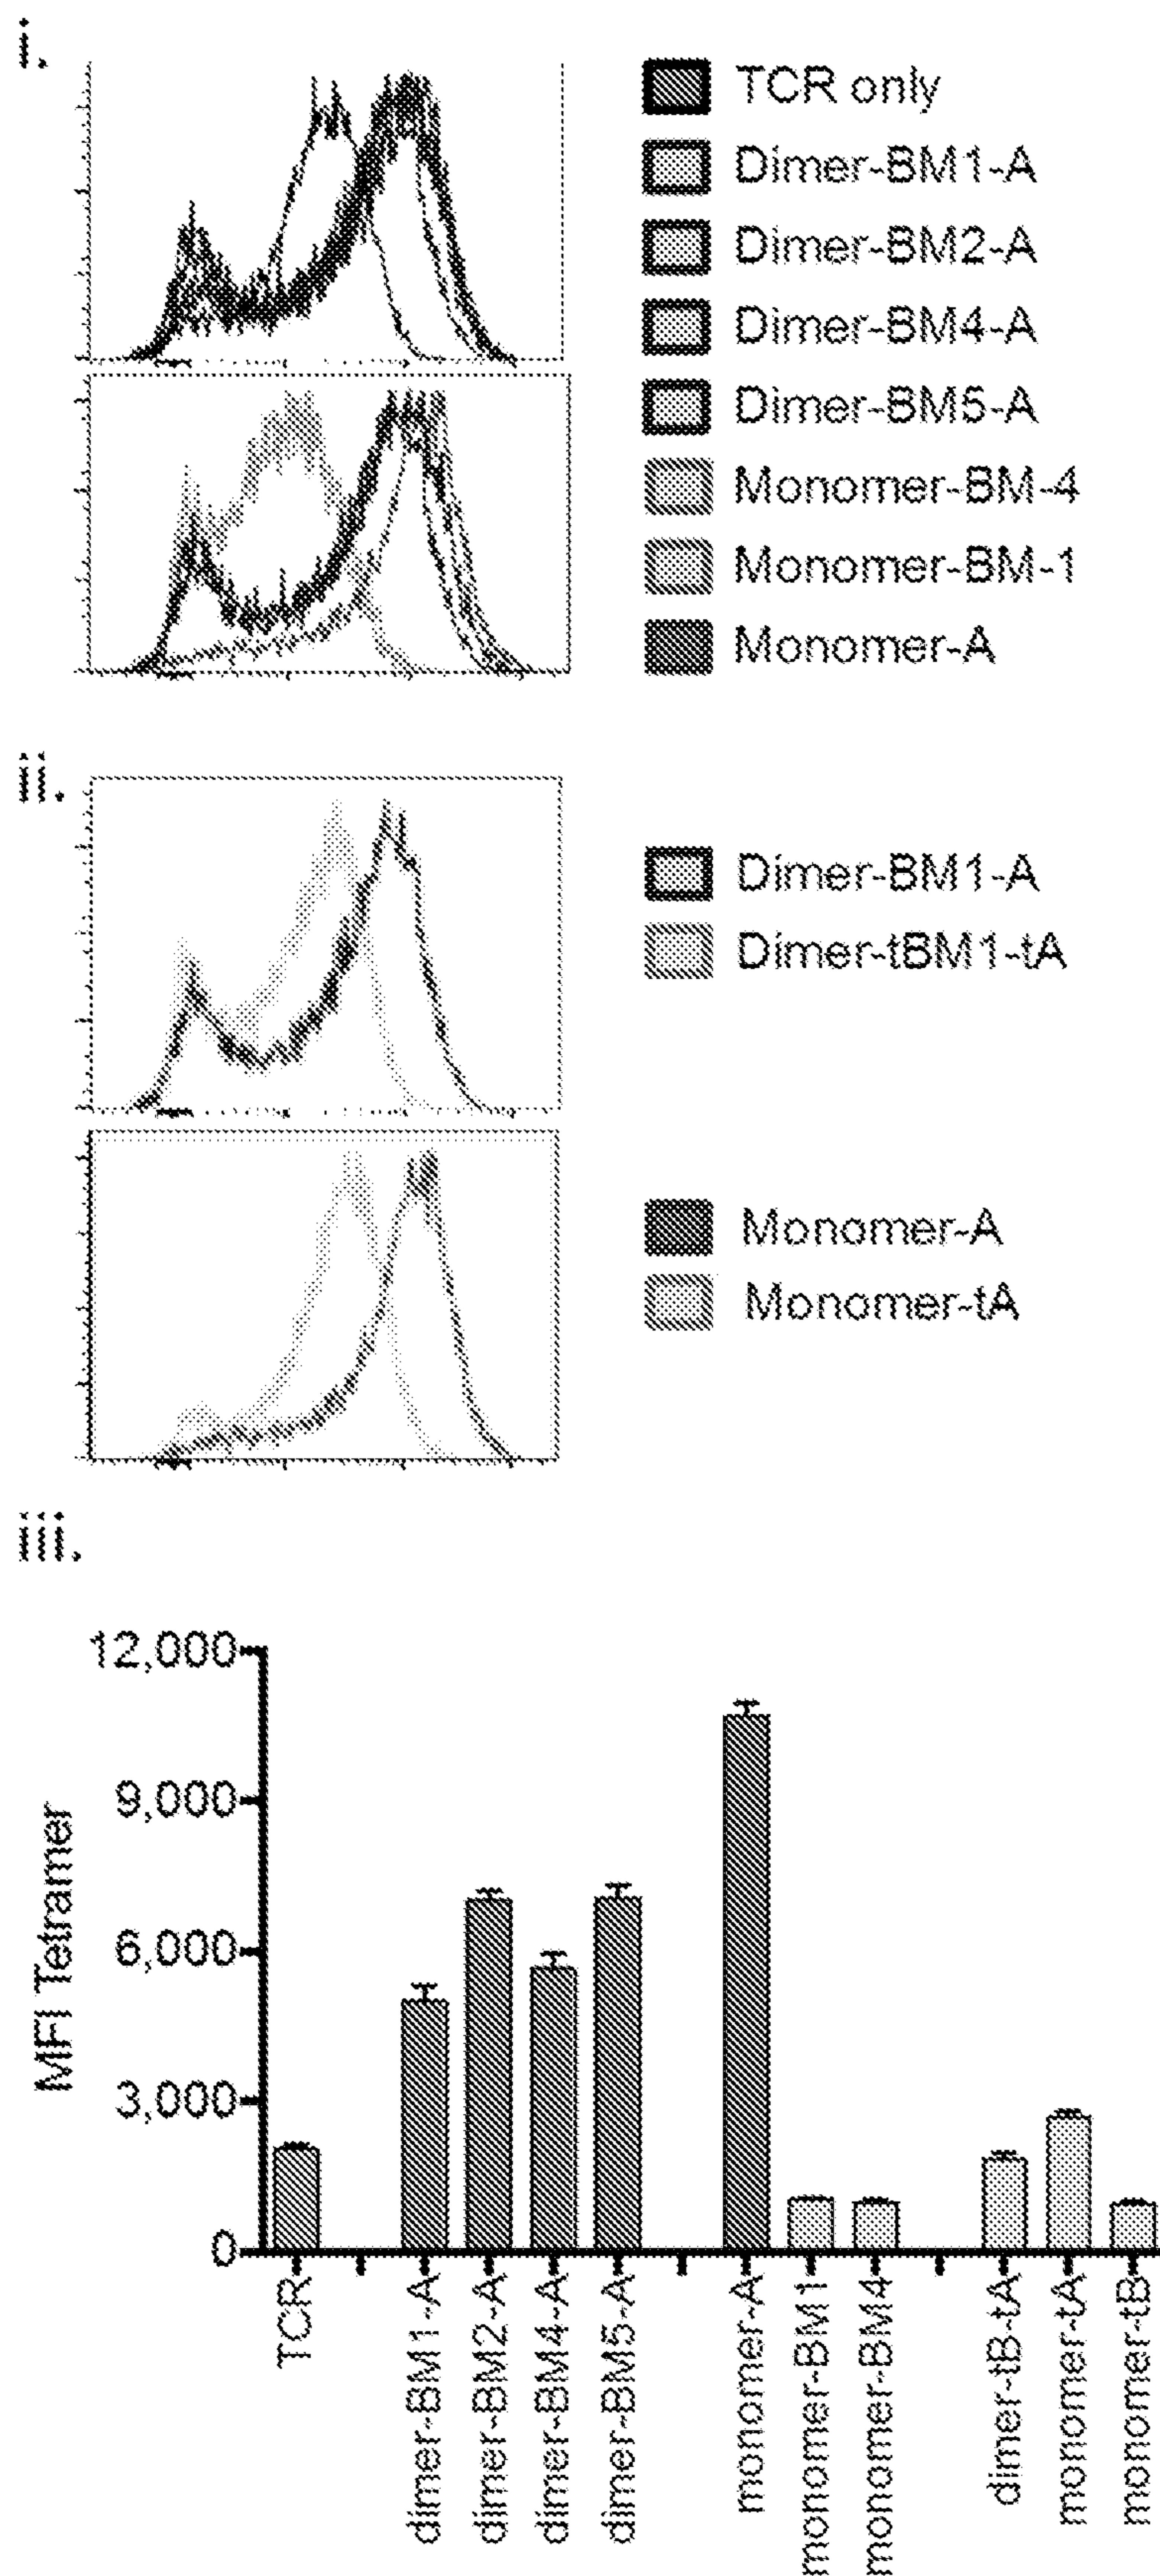 i.
TCR only
Dimer-BM1-A
Dimer-BM2-A
Dimer-BM4-A
Dimer-BM5-A
Monomer-BM-4
Monomer-BM-1
Monomer-A
ii.
Dimer-BM1-A
Dimer-tBM1-tA
Monomer-A
Monomer-tA
iii.
12,000
9,000
6,000
3,000
0
MFI Tetramer
TCR
dimer-BM1-A
dimer-BM2-A
dimer-BM4-A
dimer-BM5-A
monomer-A
monomer-BM1
monomer-BM4
dimer-tB-tA
monomer-tA
monomer-tB